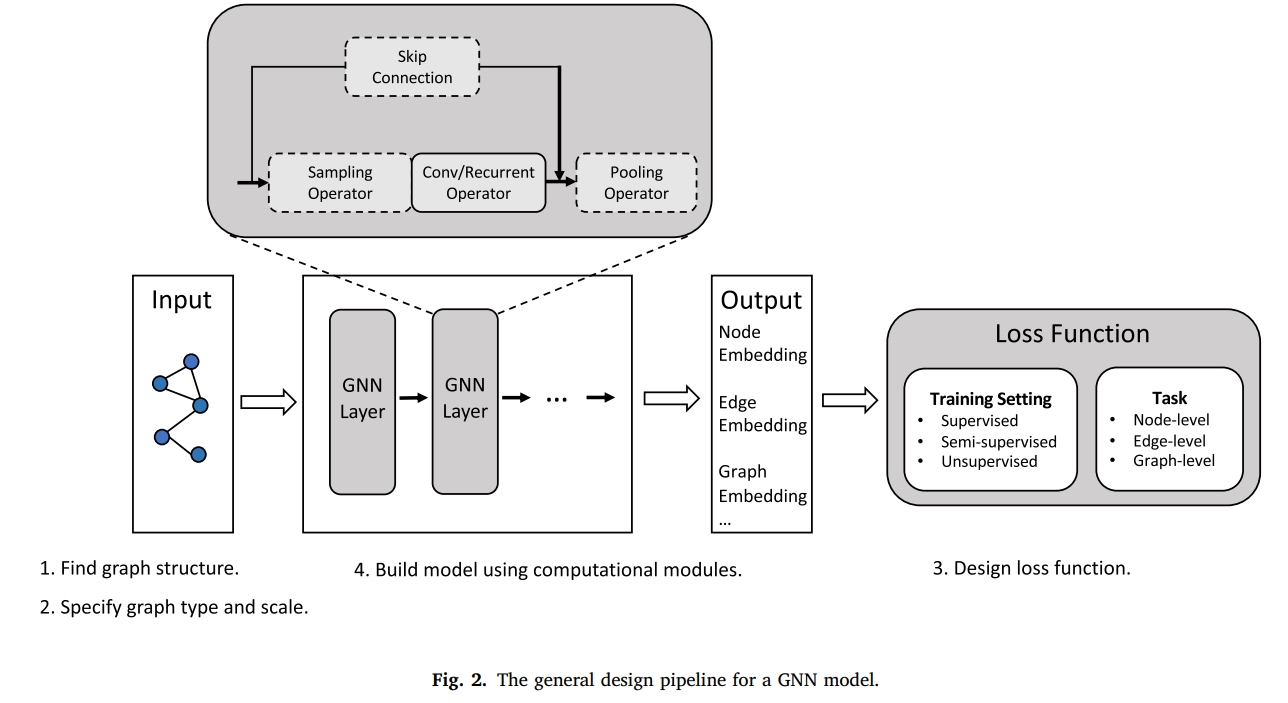 Skip
Connection
Sampling
Operator
Conv/Recurrent
Operator
Pooling
Operator
Input
GNN
Layer
GNN
Layer
...
Output
Node
Embedding
Edge
Embedding
Graph
Embedding
...
Loss Function
Training Setting
• Supervised
• Semi-supervised
• Unsupervised
Task
• Node-level
• Edge-level
• Graph-level
1. Find graph structure.
2. Specify graph type and scale.
4. Build model using computational modules.
3. Design loss function.
Fig. 2. The general design pipeline for a GNN model.